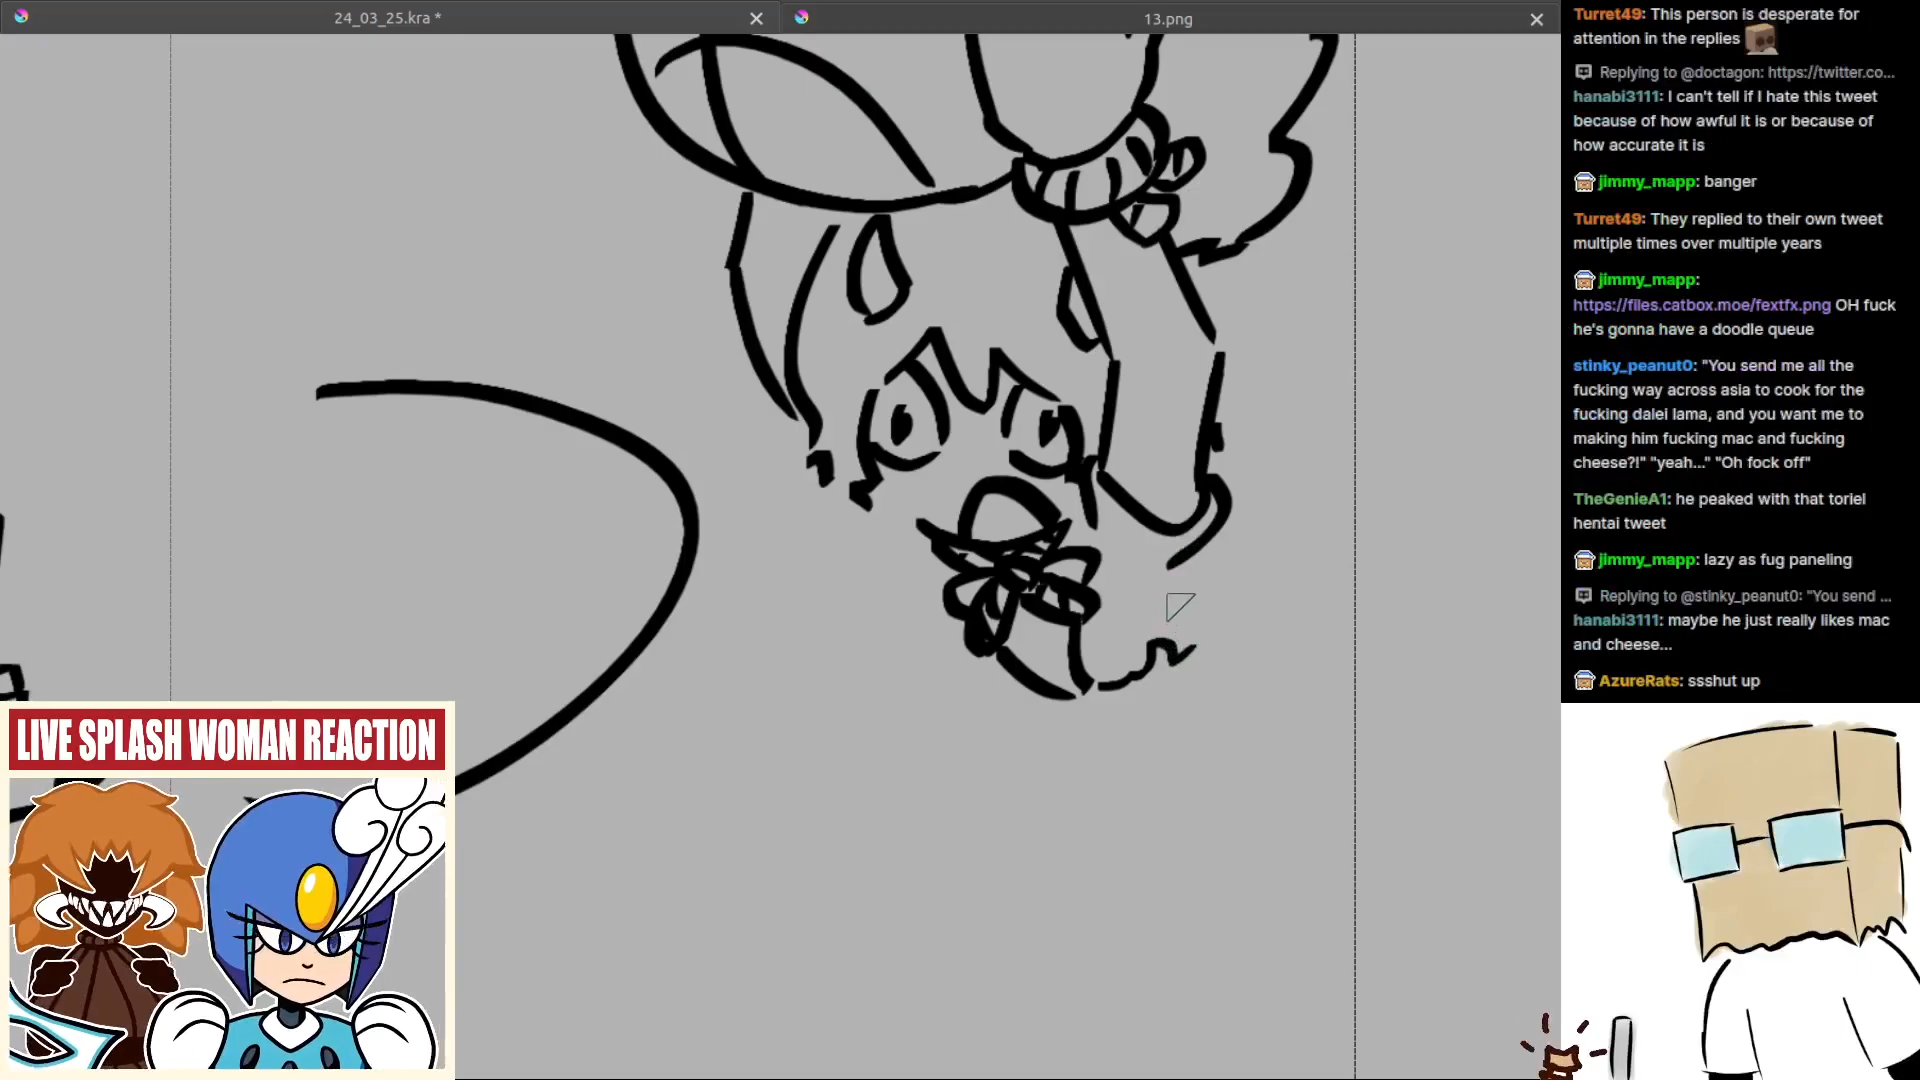 24_03_25.kra *
13.png
Turret49: This person is desperate for
attention in the replies
Replying to @doctagon: https://twitter.co...
hanabi3111: I can't tell if I hate this tweet
because of how awful it is or because of
how accurate it is
jimmy_mapp: banger
Turret49: They replied to their own tweet
multiple times over multiple years
jimmy_mapp:
https://files.catbox.moe/fextfx.png OH fuck
he's gonna have a doodle queue
stinky_peanut0: "You send me all the
fucking way across asia to cook for the
fucking dalei lama, and you want me to
making him fucking mac and fucking
cheese?!" "yeah..." "Oh fock off"
TheGenieA1: he peaked with that toriel
hentai tweet
jimmy_mapp: lazy as fug paneling
Replying to @stinky_peanut0: "You send ...
hanabi3111: maybe he just really likes mac
and cheese...
AzureRats: ssshut up
LIVE SPLASH WOMAN REACTION